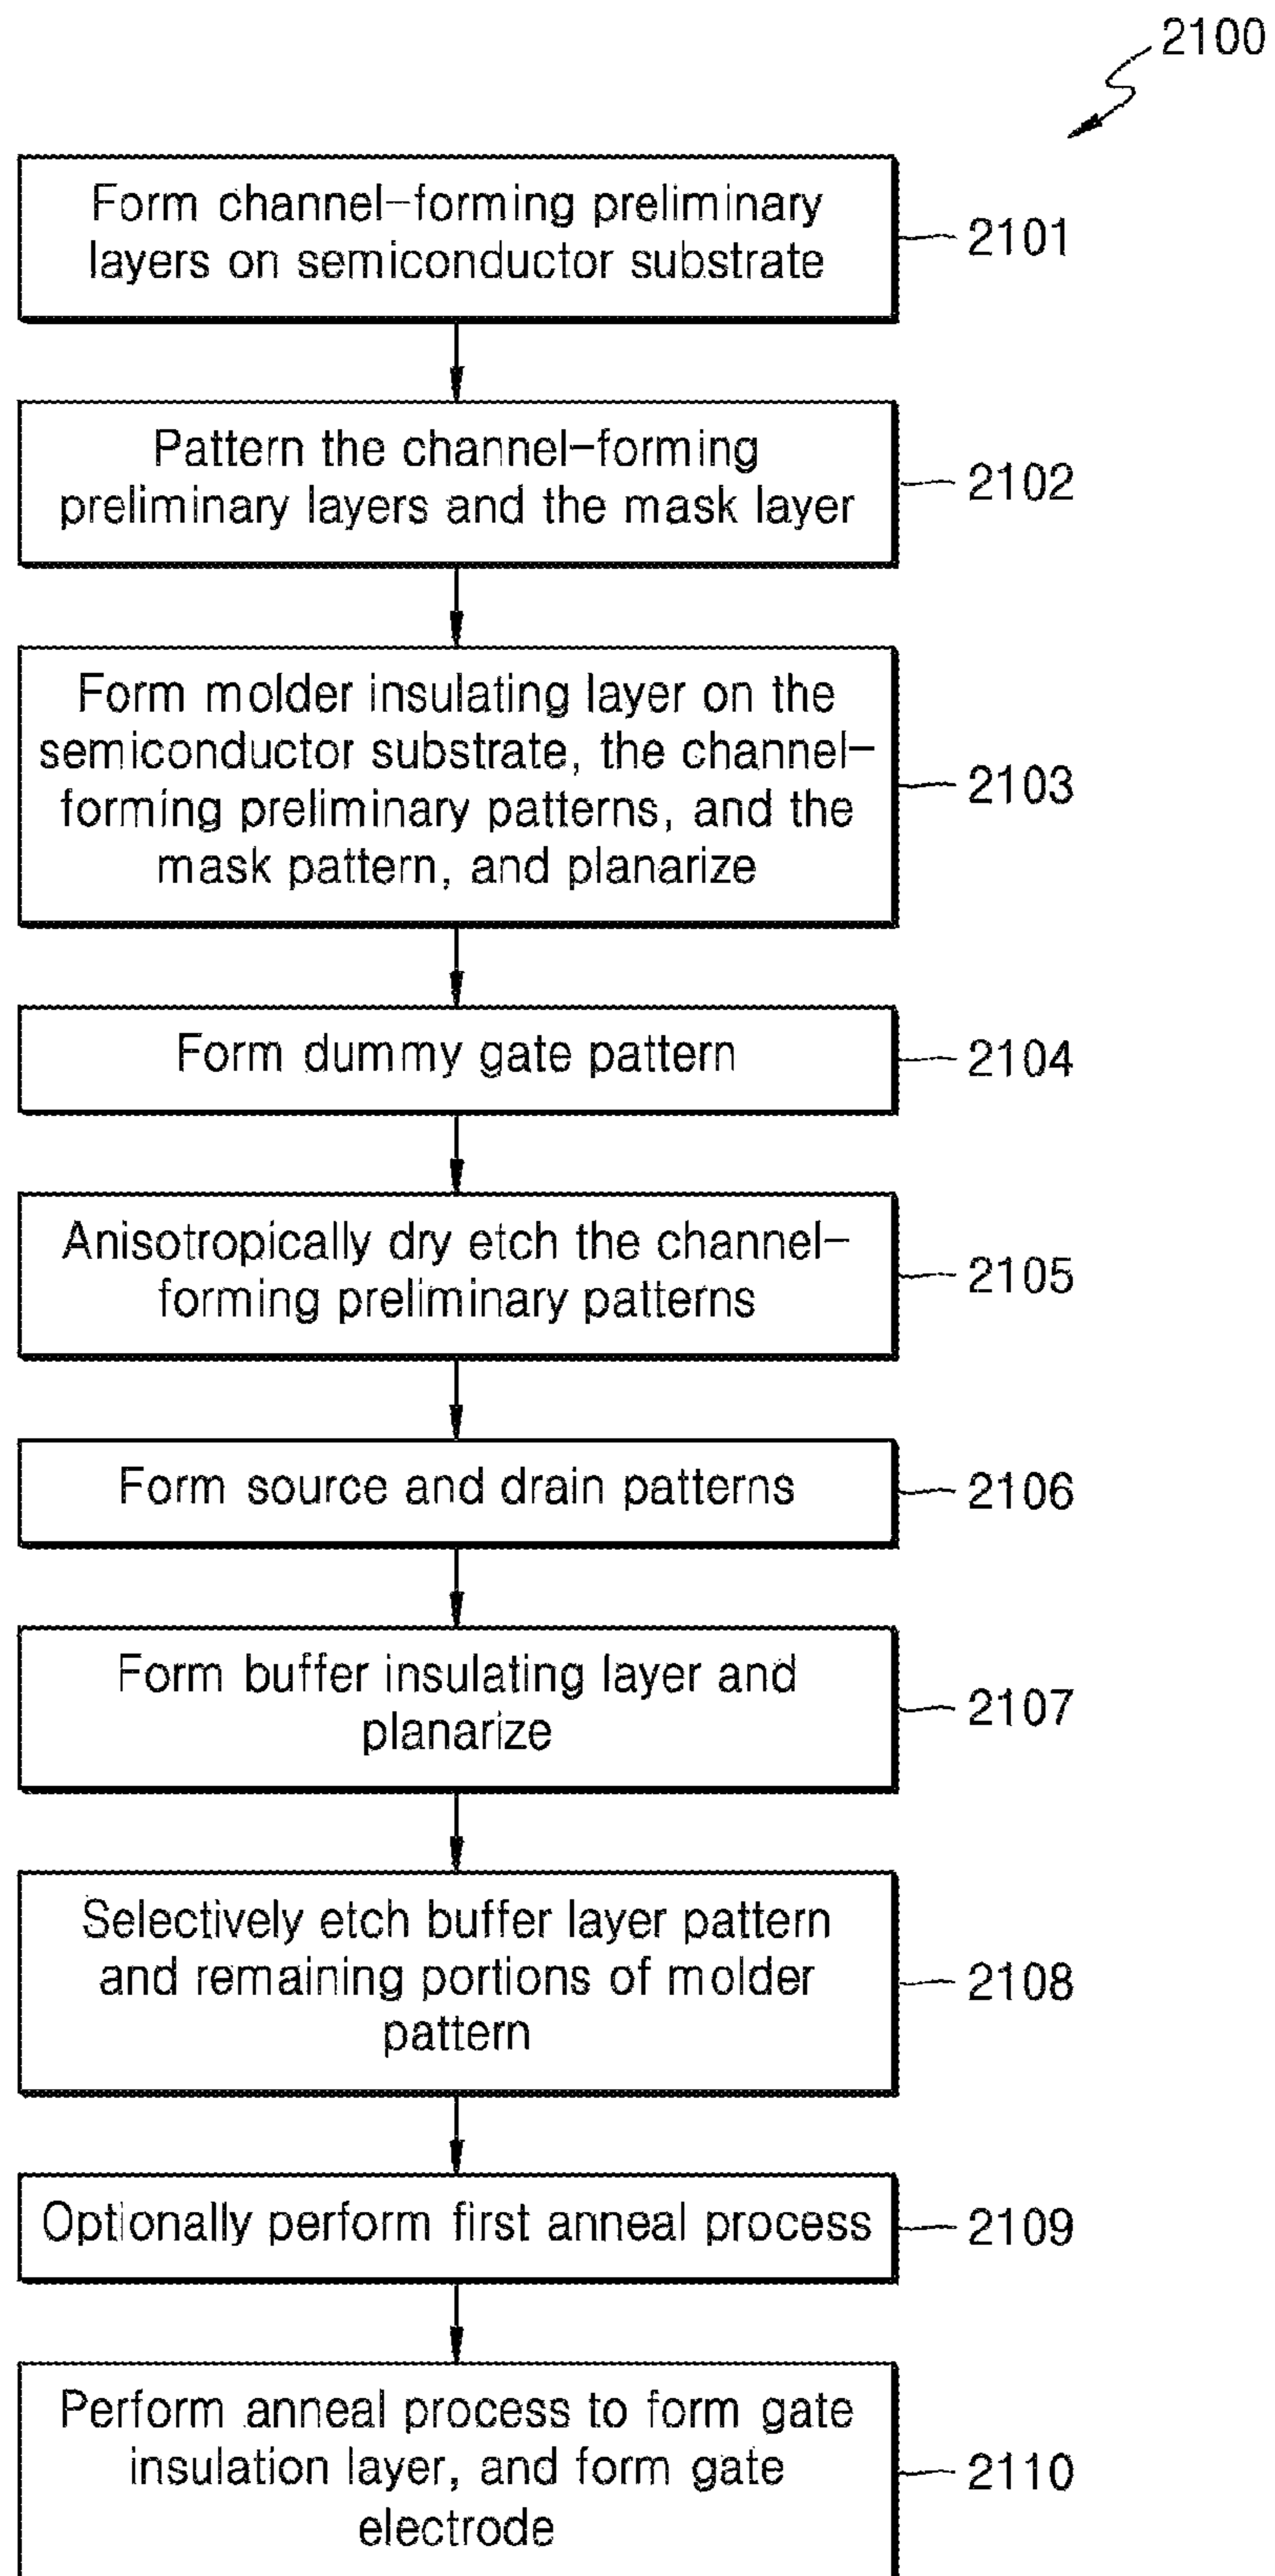 2100
Form channel-forming preliminary
layers on semiconductor substrate
2101
Pattern the channel-forming
preliminary layers and the mask layer
2102
Form molder insulating layer on the
semiconductor substrate, the channel-
forming preliminary patterns, and the
mask pattern, and planarize
2103
Form dummy gate pattern
2104
Anisotropically dry etch the channel-
forming preliminary patterns
2105
Form source and drain patterns
2106
Form buffer insulating layer and
planarize
2107
Selectively etch buffer layer pattern
and remaining portions of molder
pattern
2108
Optionally perform first anneal process
2109
Perform anneal process to form gate
insulation layer, and form gate
electrode
2110